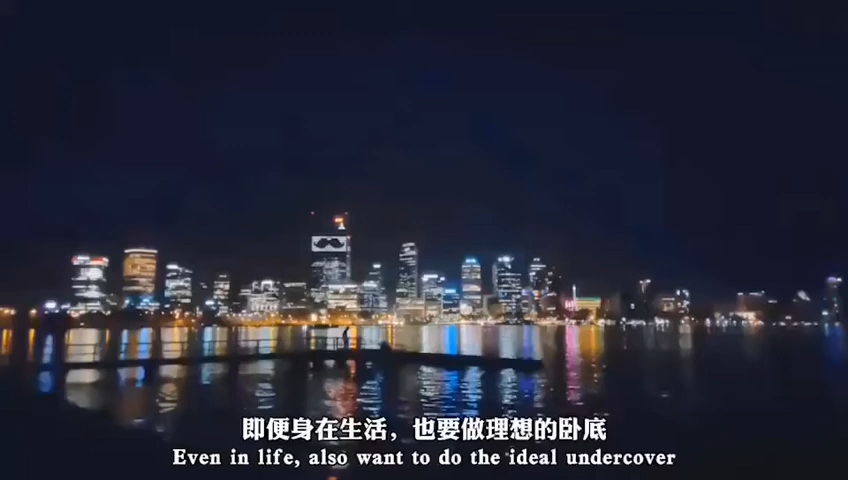 即便身在生活，也要做理想的卧底
Even in life, also want to do the ideal undercover